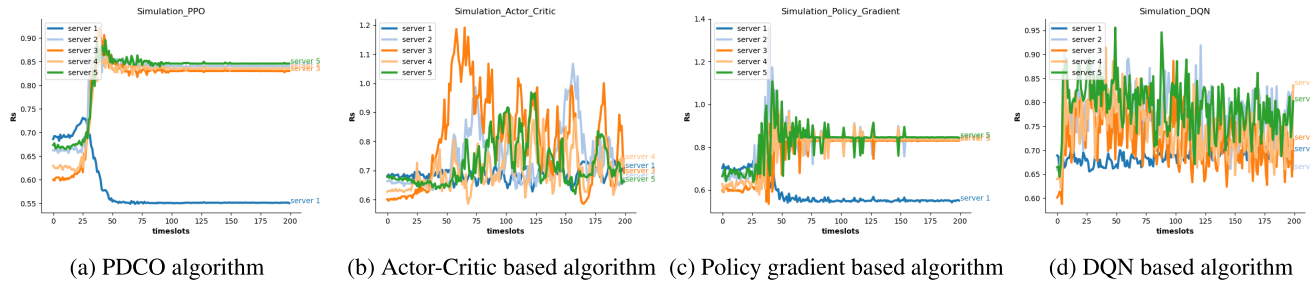 Simulation_PPO
server 1
server 2
server 3
server 4
server 5
Rs
0.90
0.85
0.80
0.75
0.70
0.65
0.60
0.55
0
25
50
75
100
125
150
175
200
timeslots
server 5
server 3
server 1
(a) PDCO algorithm
Simulation_Actor_Critic
server 1
server 2
server 3
server 4
server 5
Rs
1.2
1.1
1.0
0.9
0.8
0.7
0.6
0
25
50
75
100
125
150
175
200
timeslots
server 4
server 1
server 3
server 5
(b) Actor-Critic based algorithm
Simulation_Policy_Gradient
server 1
server 2
server 3
server 4
server 5
Rs
1.4
1.2
1.0
0.8
0.6
0
25
50
75
100
125
150
175
200
timeslots
server 5
server 1
(c) Policy gradient based algorithm
Simulation_DQN
server 1
server 2
server 3
server 4
server 5
Rs
0.95
0.90
0.85
0.80
0.75
0.70
0.65
0.60
0
25
50
75
100
125
150
175
200
timeslots
(d) DQN based algorithm